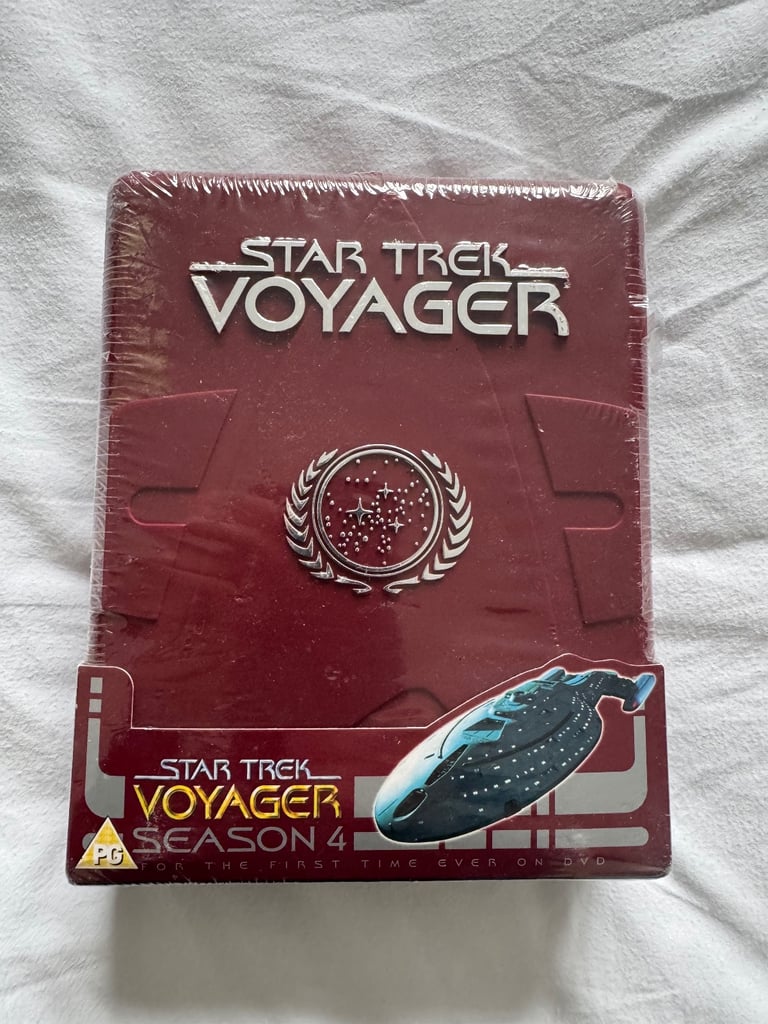 STAR TREK
VOYAGER
STAR TREK
VOYAGER
SEASON 4
PG
FOR THE FIRST TIME EVER ON DVD